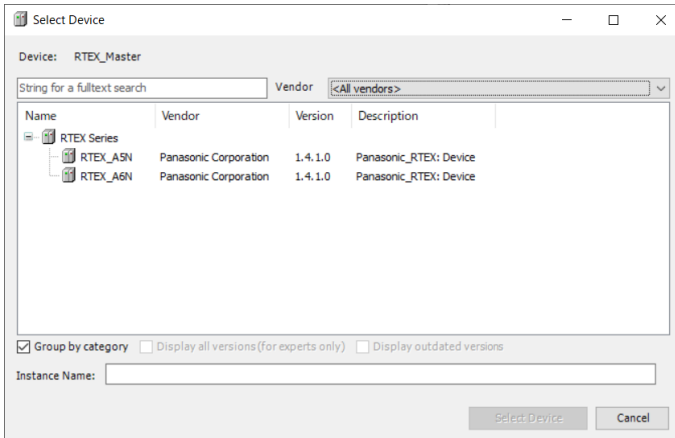 Select Device
Device: RTEX_Master
String for a fulltext search Vendor <All vendors>
Name Vendor Version Description
RTEX Series
RTEX_A5N Panasonic Corporation 1.4.1.0 Panasonic_RTEX: Device
RTEX_A6N Panasonic Corporation 1.4.1.0 Panasonic_RTEX: Device
Group by category Display all versions(for experts only) Display outdated versions
Instance Name:
Select Device Cancel